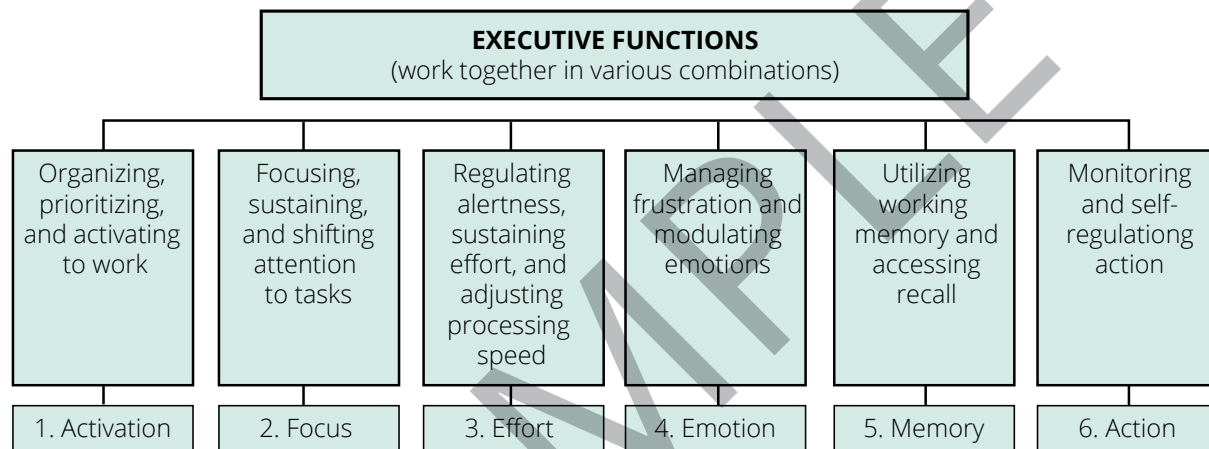 EXECUTIVE FUNCTIONS
(work together in various combinations)
Organizing,
prioritizing,
and activating
to work
Focusing,
sustaining,
and shifting
attention
to tasks
Regulating
alertness,
sustaining
effort, and
adjusting
processing
speed
Managing
frustration and
modulating
emotions
Utilizing
working
memory and
accessing
recall
Monitoring
and self-
regulationg
action
1. Activation
2. Focus
3. Effort
4. Emotion
5. Memory
6. Action
MPLE